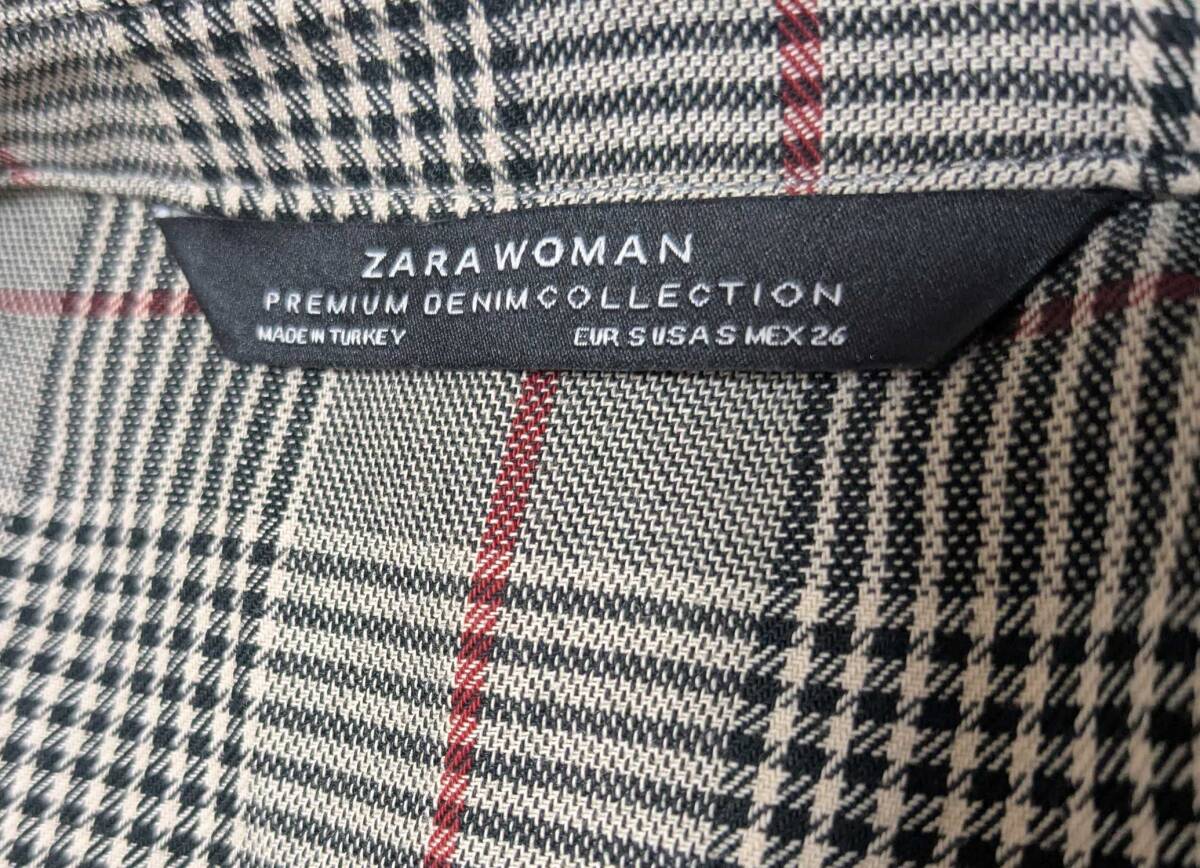 ZARA WOMAN
PREMIUM DENIM COLLECTION
MADE IN TURKEY EUR S USA S MEX 26